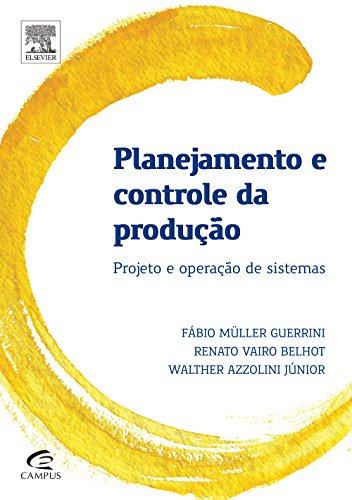 ELSEVIER
Planejamento e
controle da
produção
Projeto e operação de sistemas
FÁBIO MÜLLER GUERRINI
RENATO VAIRO BELHOT
WALTHER AZZOLINI JÚNIOR
CAMPUS